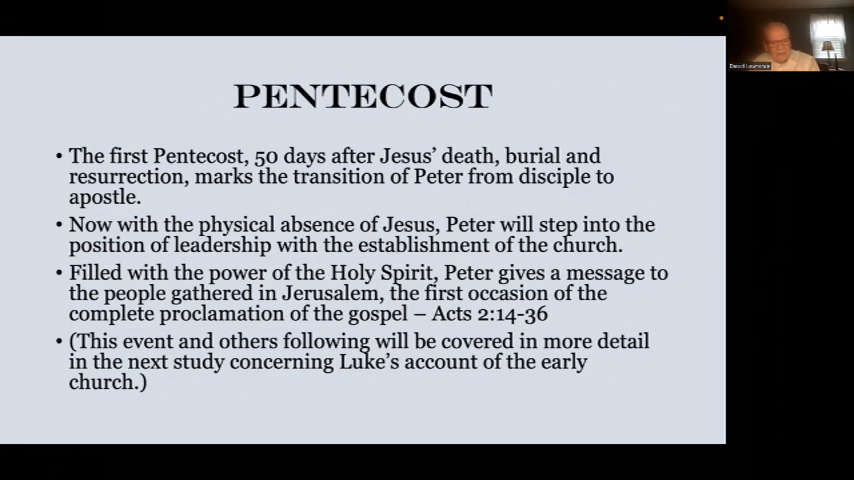 PENTECOST
• The first Pentecost, 50 days after Jesus' death, burial and
resurrection, marks the transition of Peter from disciple to
apostle.
• Now with the physical absence of Jesus, Peter will step into the
position of leadership with the establishment of the church.
• Filled with the power of the Holy Spirit, Peter gives a message to
the people gathered in Jerusalem, the first occasion of the
complete proclamation of the gospel – Acts 2:14-36
• (This event and others following will be covered in more detail
in the next study concerning Luke's account of the early
church.)
Lawrence